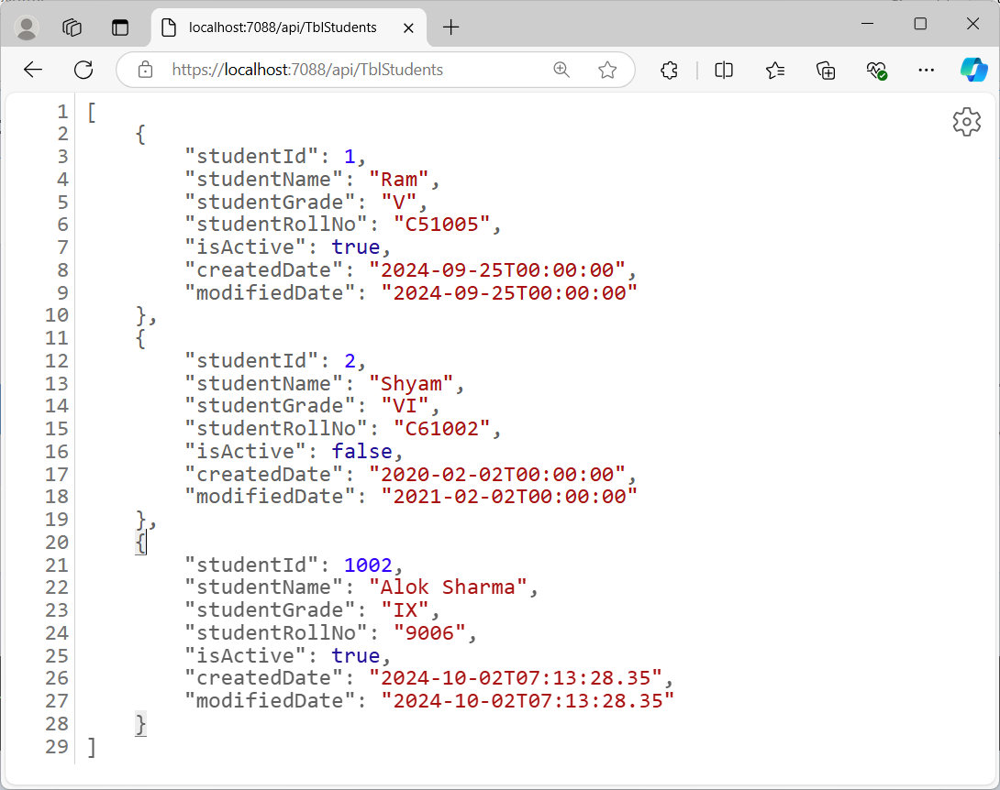 localhost:7088/api/TblStudents
https://localhost:7088/api/TblStudents
1 [
2 {
3 "studentId": 1,
4 "studentName": "Ram",
5 "studentGrade": "V",
6 "studentRollNo": "C51005",
7 "isActive": true,
8 "createdDate": "2024-09-25T00:00:00",
9 "modifiedDate": "2024-09-25T00:00:00"
10 },
11 {
12 "studentId": 2,
13 "studentName": "Shyam",
14 "studentGrade": "VI",
15 "studentRollNo": "C61002",
16 "isActive": false,
17 "createdDate": "2020-02-02T00:00:00",
18 "modifiedDate": "2021-02-02T00:00:00"
19 },
20 {
21 "studentId": 1002,
22 "studentName": "Alok Sharma",
23 "studentGrade": "IX",
24 "studentRollNo": "9006",
25 "isActive": true,
26 "createdDate": "2024-10-02T07:13:28.35",
27 "modifiedDate": "2024-10-02T07:13:28.35"
28 }
29 ]